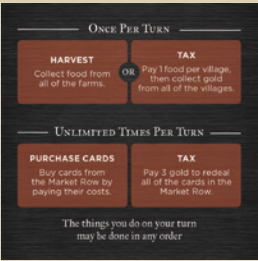 ONCE PER TURN
HARVEST
Collect food from
all of the farms.
OR
TAX
Pay 1 food per village,
then collect gold
from all of the villages.
UNLIMITED TIMES PER TURN
PURCHASE CARDS
Buy cards from
the Market Row by
paying their costs.
TAX
Pay 3 gold to redeal
all of the cards in the
Market Row.
The things you do on your turn
may be done in any order